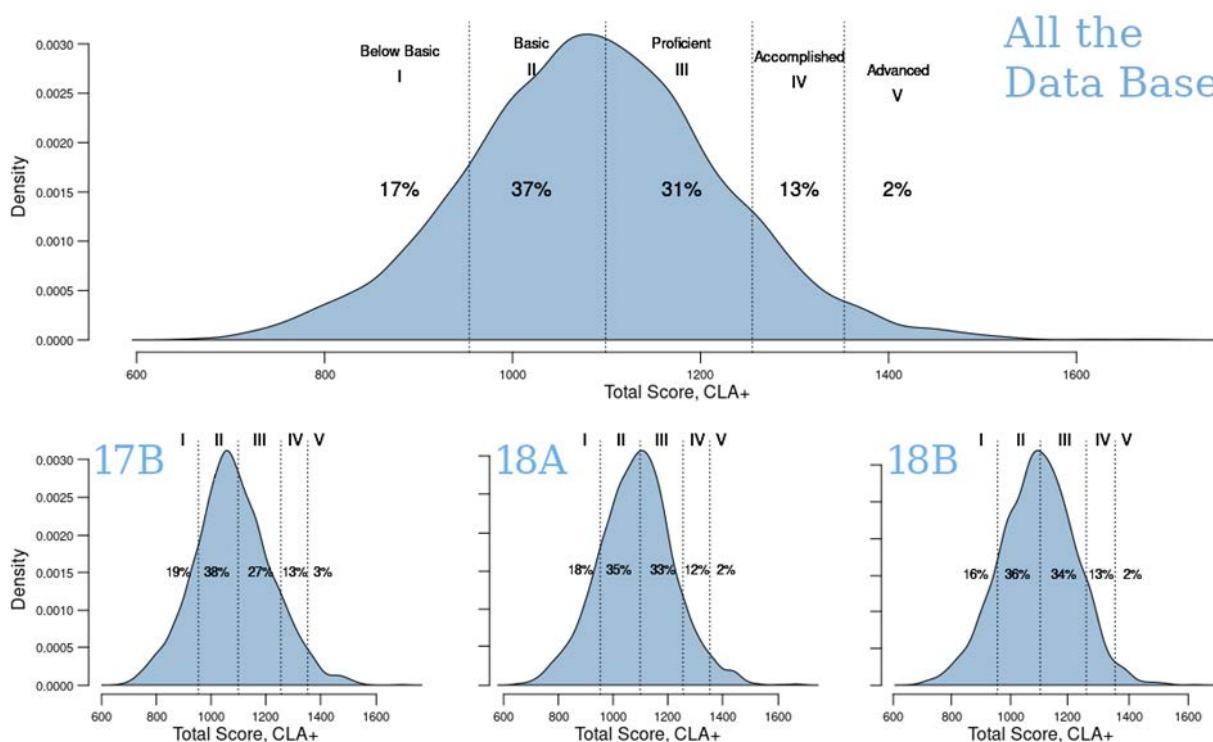 All the
Data Base
Below Basic
I
Basic
II
Proficient
III
Accomplished
IV
Advanced
V
17%
37%
31%
13%
2%
0.0030
0.0025
0.0020
0.0015
0.0010
0.0005
0.0000
Density
600
800
1000
1200
1400
1600
Total Score, CLA+
17B
I II III IV V
19% 38% 27% 13% 3%
0.0030
0.0025
0.0020
0.0015
0.0010
0.0005
0.0000
Density
600 800 1000 1200 1400 1600
Total Score, CLA+
18A
I II III IV V
18% 35% 33% 12% 2%
600 800 1000 1200 1400 1600
Total Score, CLA+
18B
I II III IV V
16% 36% 34% 13% 2%
600 800 1000 1200 1400 1600
Total Score, CLA+